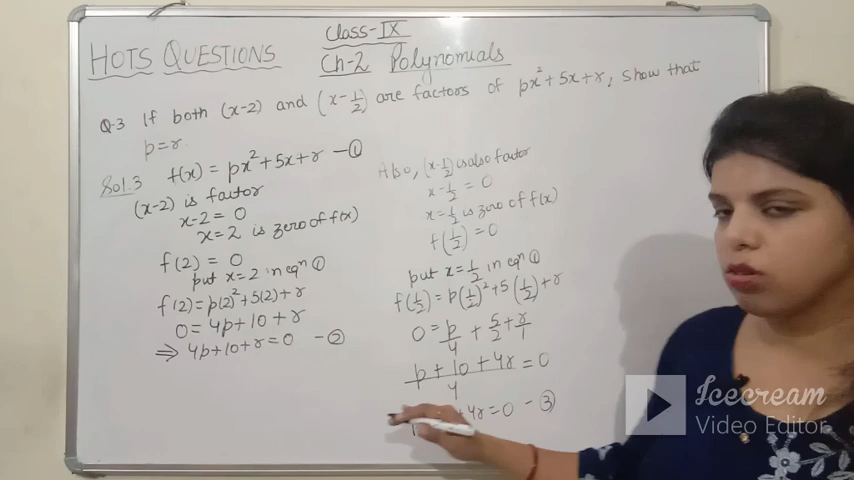 Class-IX
HOTS QUESTIONS
Ch-2 Polynomials
Q-3 If both (x-2) and (x-1/2) are factors of px²+5x+r, show that
p=r.
Sol.3 f(x) = px²+5x+r —①
(x-2) is factor
x-2=0
x=2 is zero of f(x)
f(2) = 0
put x=2 in eqn ①
f(2)=p(2)²+5(2)+r
0=4p+10+r
⇒ 4p+10+r=0 —②
Also, (x-1/2) is also factor
x-1/2 = 0
x=1/2 is zero of f(x)
f(1/2)=0
put x=1/2 in eqn ①
f(1/2)=p(1/2)²+5(1/2)+r
0=p/4+5/2+r/1
p+10+4r/4=0
+4r=0 -③
Icecream
Video Editor